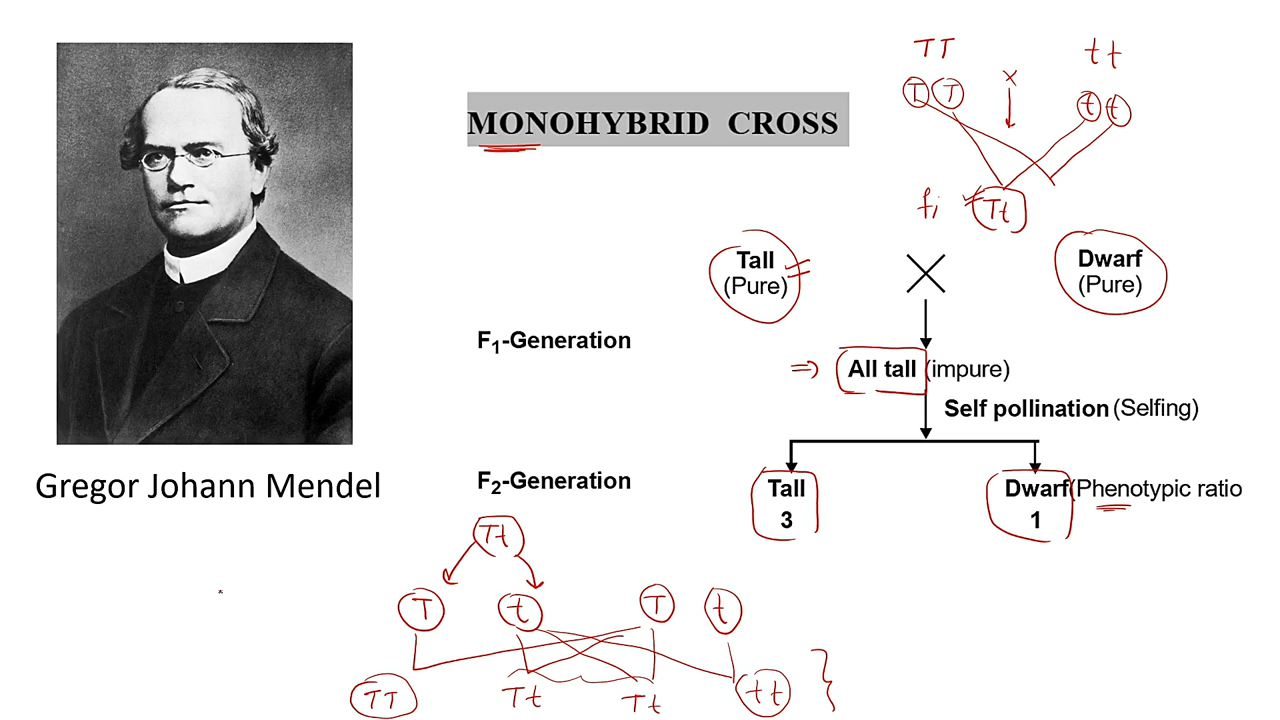 TT tt
T T × t t
MONOHYBRID CROSS
f₁ Tt
Tall
(Pure)
Dwarf
(Pure)
F1-Generation
⇒ All tall (impure)
Self pollination (Selfing)
Gregor Johann Mendel
F2-Generation
Tall
3
Dwarf(Phenotypic ratio
1
Tt
T t T t
TT Tt Tt tt }